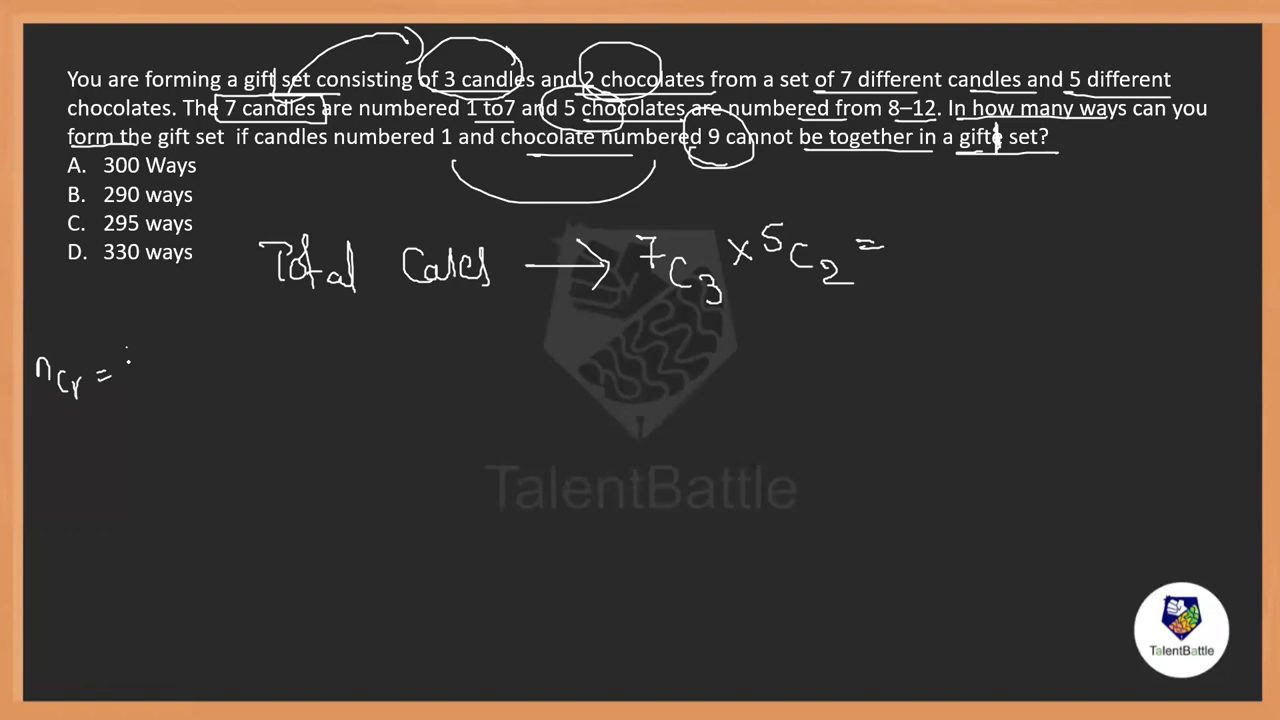 You are forming a gift set consisting of 3 candles and 2 chocolates from a set of 7 different candles and 5 different
chocolates. The 7 candles are numbered 1 to7 and 5 chocolates are numbered from 8–12. In how many ways can you
form the gift set if candles numbered 1 and chocolate numbered 9 cannot be together in a gift set?
A. 300 Ways
B. 290 ways
C. 295 ways
D. 330 ways
Total Cases → ⁷C₃ × ⁵C₂ =
nCr =
TalentBattle
TalentBattle